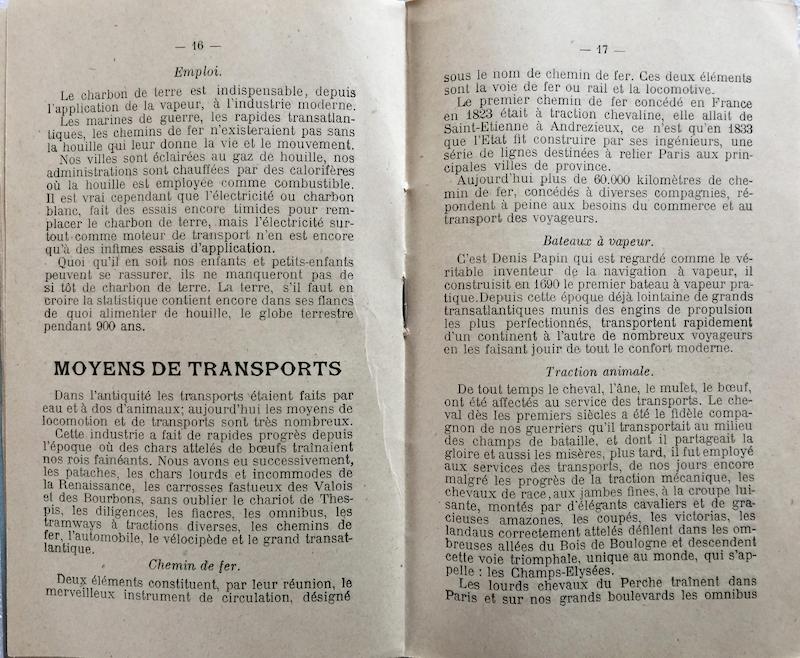 — 16 —
Emploi.
Le charbon de terre est indispensable, depuis
l'application de la vapeur, à l'industrie moderne.
Les marines de guerre, les rapides transatlan-
tiques, les chemins de fer n'existeraient pas sans
la houille qui leur donne la vie et le mouvement.
Nos villes sont éclairées au gaz de houille, nos
administrations sont chauffées par des calorifères
où la houille est employée comme combustible.
Il est vrai cependant que l'électricité ou charbon
blanc, fait des essais encore timides pour rem-
placer le charbon de terre, mais l'électricité sur-
tout comme moteur de transport n'en est encore
qu'à des infimes essais d'application.
Quoi qu'il en soit nos enfants et petits-enfants
peuvent se rassurer, ils ne manqueront pas de
si tôt de charbon de terre. La terre, s'il faut en
croire la statistique contient encore dans ses flancs
de quoi alimenter de houille, le globe terrestre
pendant 900 ans.
MOYENS DE TRANSPORTS
Dans l'antiquité les transports étaient faits par
eau et à dos d'animaux; aujourd'hui les moyens de
locomotion et de transports sont très nombreux.
Cette industrie a fait de rapides progrès depuis
l'époque où des chars attelés de bœufs traînaient
nos rois fainéants. Nous avons eu successivement,
les pataches, les chars lourds et incommodes de
la Renaissance, les carrosses fastueux des Valois
et des Bourbons, sans oublier le chariot de Thes-
pis, les diligences, les fiacres, les omnibus, les
tramways à tractions diverses, les chemins de
fer, l'automobile, le vélocipède et le grand transat-
lantique.
Chemin de fer.
Deux éléments constituent, par leur réunion, le
merveilleux instrument de circulation, désigné
— 17 —
sous le nom de chemin de fer. Ces deux éléments
sont la voie de fer ou rail et la locomotive.
Le premier chemin de fer concédé en France
en 1823 était à traction chevaline, elle allait de
Saint-Etienne à Andrezieux, ce n'est qu'en 1833
que l'Etat fit construire par ses ingénieurs, une
série de lignes destinées à relier Paris aux prin-
cipales villes de province.
Aujourd'hui plus de 60.000 kilomètres de che-
min de fer, concédés à diverses compagnies, ré-
pondent à peine aux besoins du commerce et au
transport des voyageurs.
Bateaux à vapeur.
C'est Denis Papin qui est regardé comme le vé-
ritable inventeur de la navigation à vapeur, il
construisit en 1690 le premier bateau à vapeur pra-
tique. Depuis cette époque déjà lointaine de grands
transatlantiques munis des engins de propulsion
les plus perfectionnés, transportent rapidement
d'un continent à l'autre de nombreux voyageurs
en les faisant jouir de tout le confort moderne.
Traction animale.
De tout temps le cheval, l'âne, le mulet, le bœuf,
ont été affectés au service des transports. Le che-
val dès les premiers siècles a été le fidèle compa-
gnon de nos guerriers qu'il transportait au milieu
des champs de bataille, et dont il partageait la
gloire et aussi les misères, plus tard, il fut employé
aux services des transports, de nos jours encore
malgré les progrès de la traction mécanique, les
chevaux de race, aux jambes fines, à la croupe lui-
sante, montés par d'élégants cavaliers et de gra-
cieuses amazones, les coupés, les victorias, les
landaus correctement attelés défilent dans les om-
breuses allées du Bois de Boulogne et descendent
cette voie triomphale, unique au monde, qui s'ap-
pelle : les Champs-Elysées.
Les lourds chevaux du Perche traînent dans
Paris et sur nos grands boulevards les omnibus